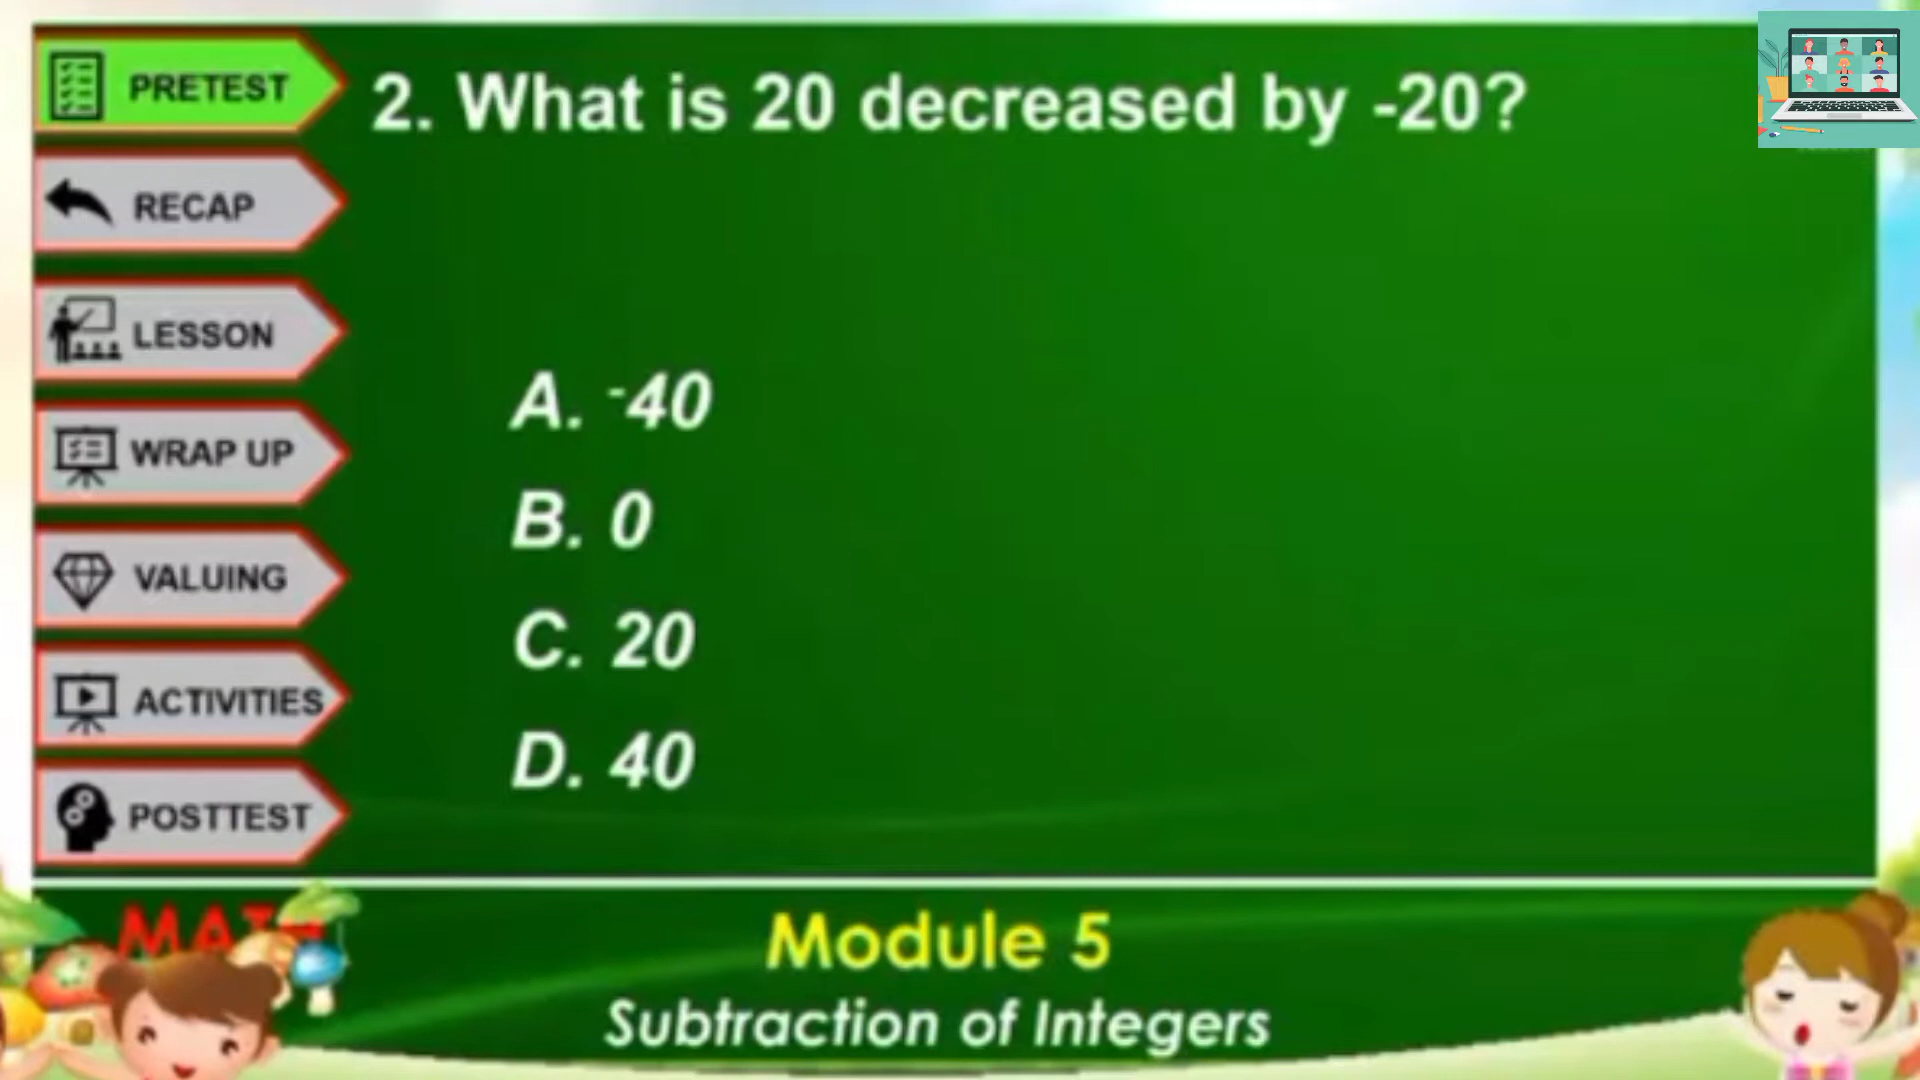 PRETEST
2. What is 20 decreased by -20?
RECAP
LESSON
A. -40
WRAP UP
B. 0
VALUING
C. 20
ACTIVITIES
D. 40
POSTTEST
MATH
Module 5
Subtraction of Integers